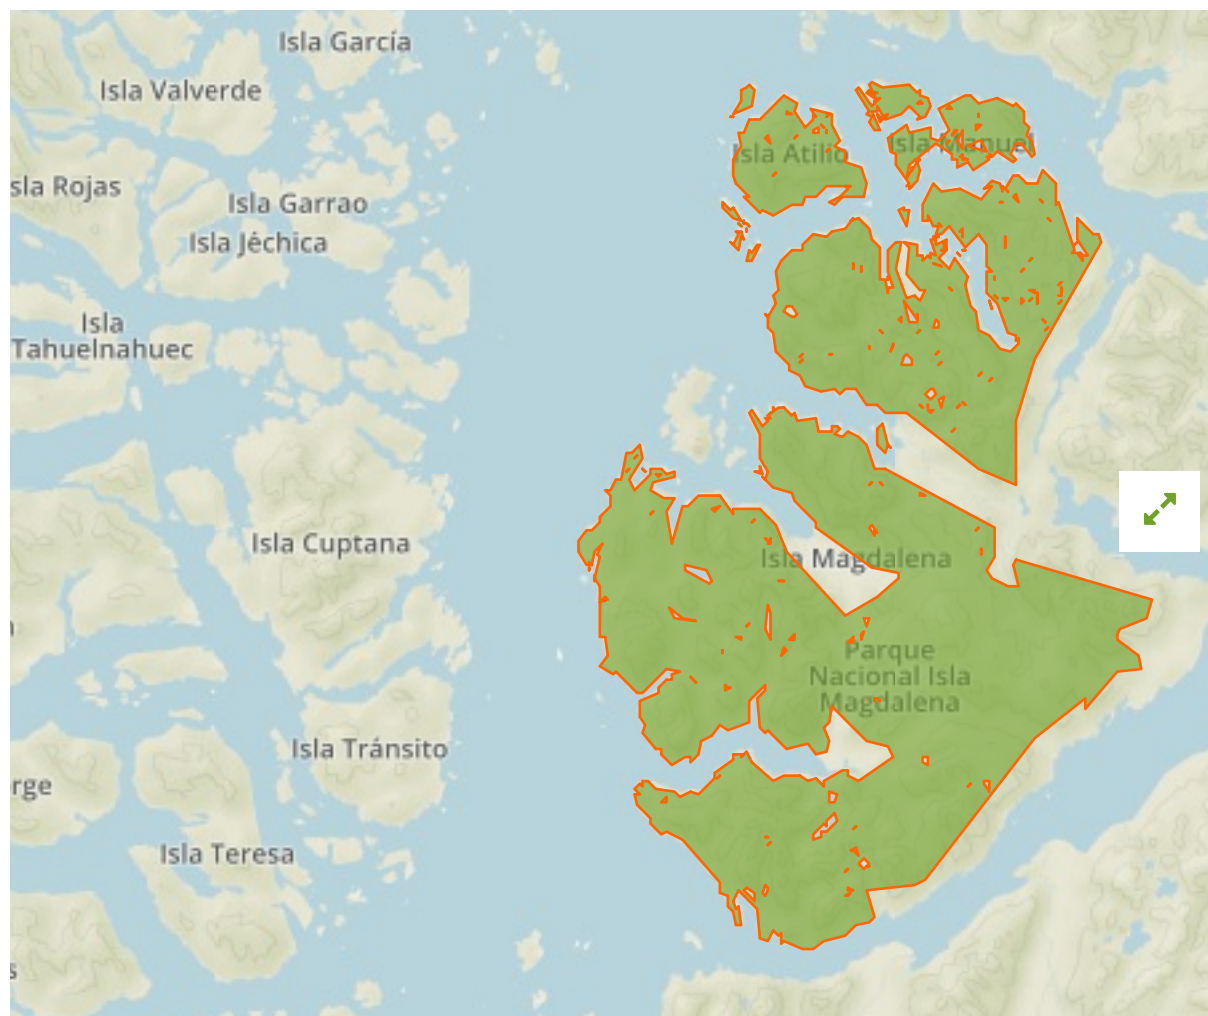 Isla García
Isla Valverde
Isla Atilio
Isla Manuel
sla Rojas
Isla Garrao
Isla Jéchica
Isla
Tahuelnahuec
Isla Cuptana
Isla Magdalena
Parque
Nacional Isla
Magdalena
Isla Tránsito
rge
Isla Teresa
s